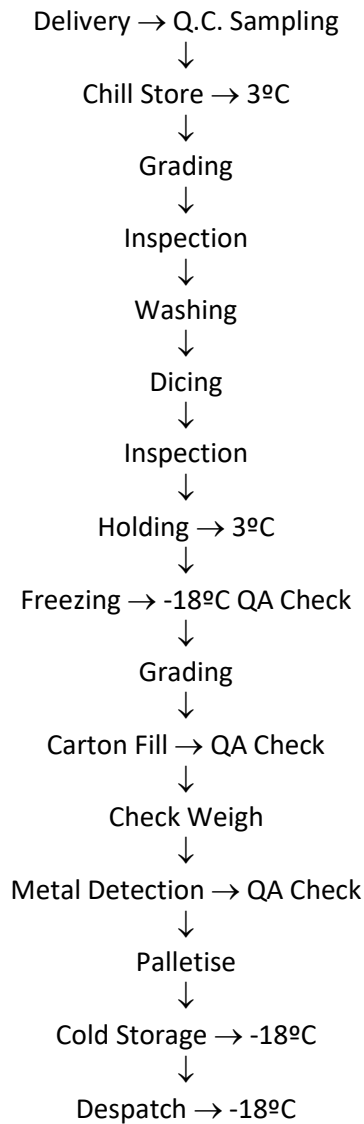 Delivery → Q.C. Sampling
↓
Chill Store → 3ºC
↓
Grading
↓
Inspection
↓
Washing
↓
Dicing
↓
Inspection
↓
Holding → 3ºC
↓
Freezing → -18ºC QA Check
↓
Grading
↓
Carton Fill → QA Check
↓
Check Weigh
↓
Metal Detection → QA Check
↓
Palletise
↓
Cold Storage → -18ºC
↓
Despatch → -18ºC